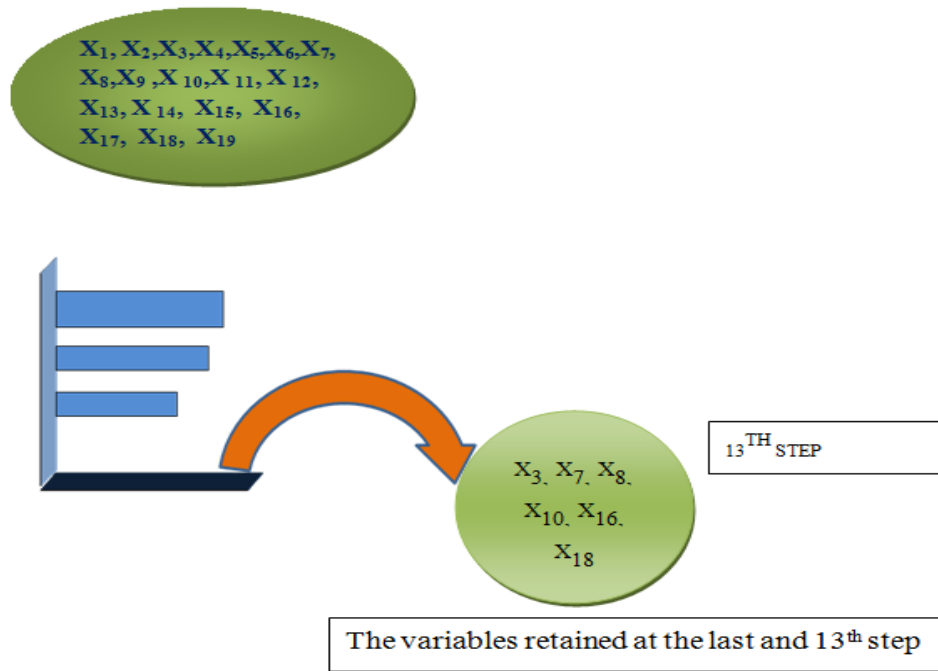 X₁, X₂,X₃,X₄,X₅,X₆,X₇,
X₈,X₉ ,X ₁₀,X ₁₁, X ₁₂,
X₁₃, X ₁₄, X₁₅, X₁₆,
X₁₇, X₁₈, X₁₉
13ᵀᴴ STEP
X₃, X₇, X₈,
X₁₀, X₁₆,
X₁₈
The variables retained at the last and 13ᵗʰ step